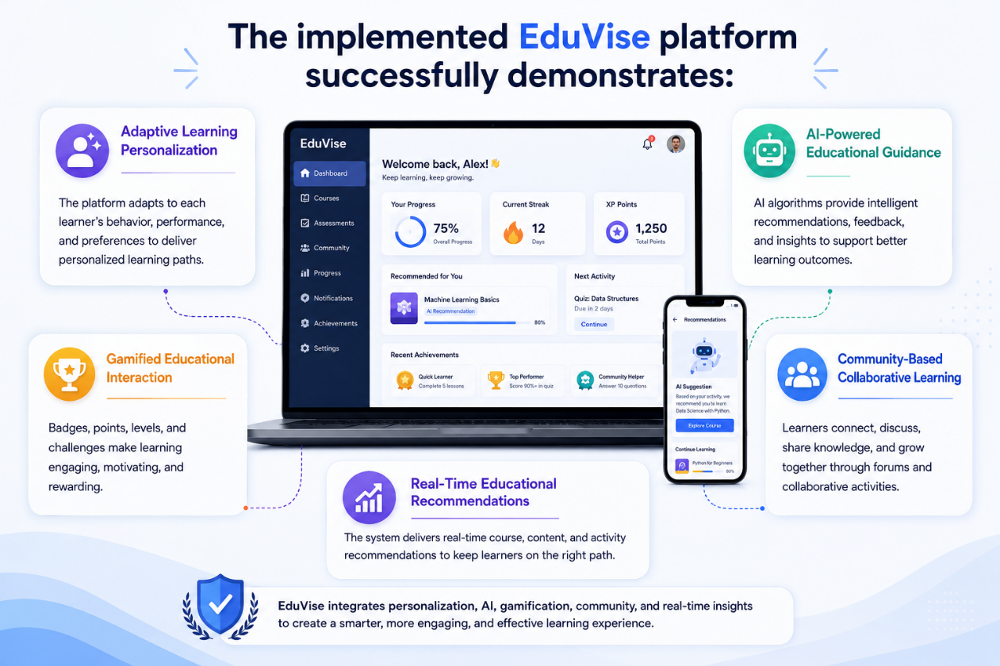 The implemented EduVise platform
successfully demonstrates:
Adaptive Learning
Personalization
The platform adapts to each
learner's behavior, performance,
and preferences to deliver
personalized learning paths.
Gamified Educational
Interaction
Badges, points, levels, and
challenges make learning
engaging, motivating, and
rewarding.
EduVise
Dashboard
Courses
Assessments
Community
Progress
Notifications
Achievements
Settings
Welcome back, Alex! 👋
Keep learning, keep growing.
Your Progress
75%
Overall Progress
Current Streak
12
Days
XP Points
1,250
Total Points
Recommended for You
Machine Learning Basics
AI Recommendation
80%
Next Activity
Quiz: Data Structures
Due in 2 days
Continue
Recent Achievements
Quick Learner
Complete 5 lessons
Top Performer
Score 90%+ in quiz
Community Helper
Answer 10 questions
Recommendations
AI Suggestion
Based on your activity, we
recommend you to learn
Data Science with Python.
Explore Course
Continue Learning
Python for Beginners
80%
AI-Powered
Educational Guidance
AI algorithms provide intelligent
recommendations, feedback,
and insights to support better
learning outcomes.
Community-Based
Collaborative Learning
Learners connect, discuss,
share knowledge, and grow
together through forums and
collaborative activities.
Real-Time Educational
Recommendations
The system delivers real-time course, content, and activity
recommendations to keep learners on the right path.
EduVise integrates personalization, AI, gamification, community, and real-time insights
to create a smarter, more engaging, and effective learning experience.